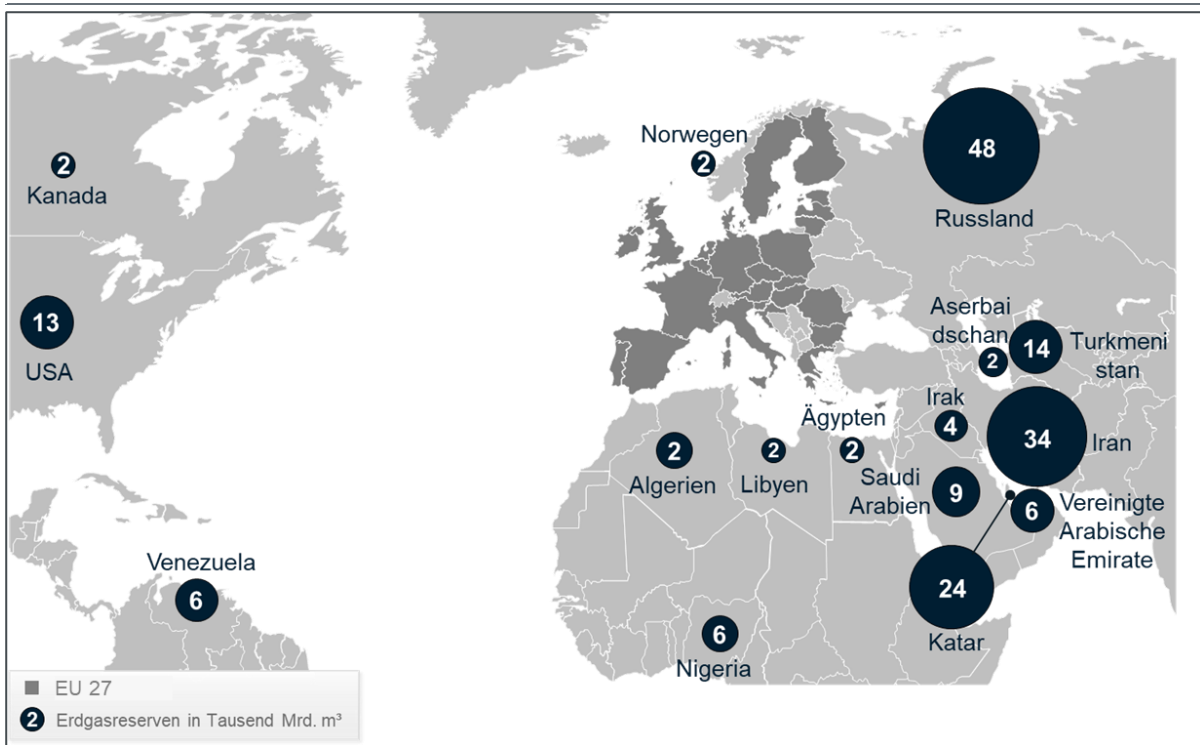 Norwegen
2
48
Russland
2
Kanada
13
USA
Aserbai
dschan
2
14
Turkmeni
stan
Irak
4
34
Iran
Ägypten
2
2
Algerien
2
Libyen
Saudi
Arabien
9
6
Vereinigte
Arabische
Emirate
Venezuela
6
24
Katar
6
Nigeria
EU 27
2 Erdgasreserven in Tausend Mrd. m³